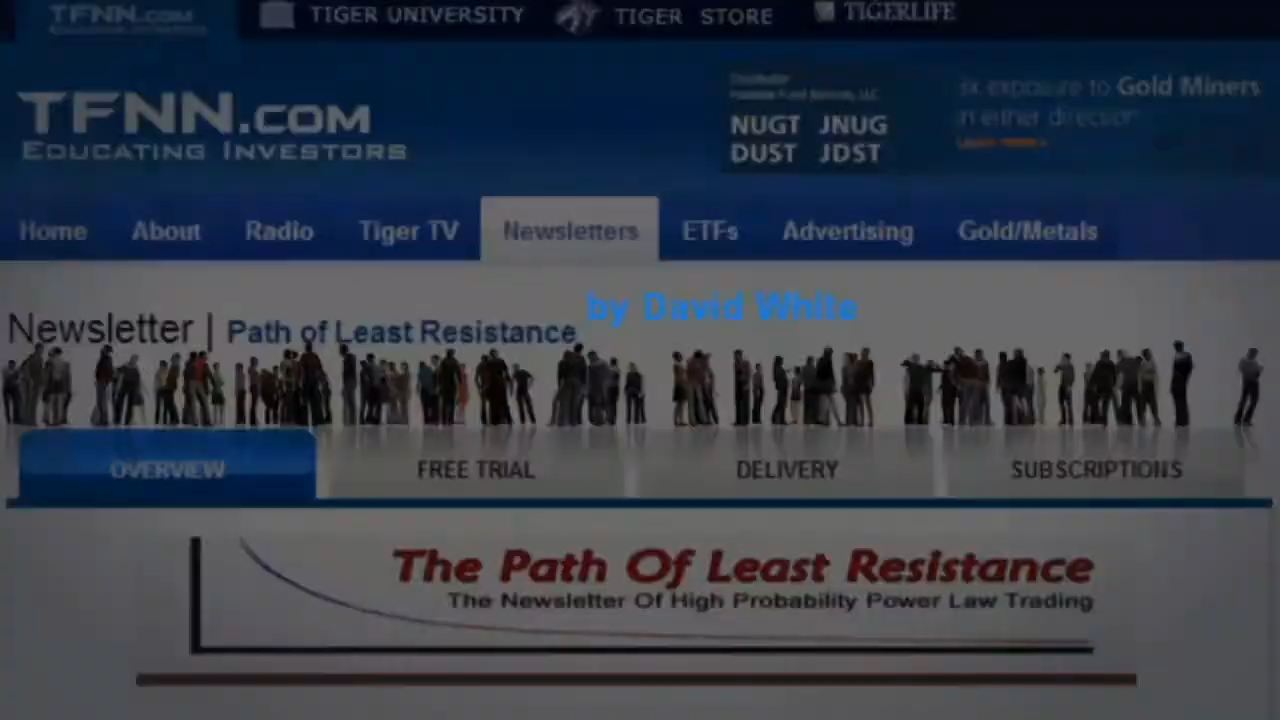 TFNN.COM
TIGER UNIVERSITY
TIGER STORE
TIGERLIFE
TFNN.COM
EDUCATING INVESTORS
NUGT JNUG
DUST JDST
exposure to Gold Miners
in either direction
Home About Radio Tiger TV Newsletters ETFs Advertising Gold/Metals
by David White
Newsletter | Path of Least Resistance
OVERVIEW FREE TRIAL DELIVERY SUBSCRIPTIONS
The Path Of Least Resistance
The Newsletter Of High Probability Power Law Trading